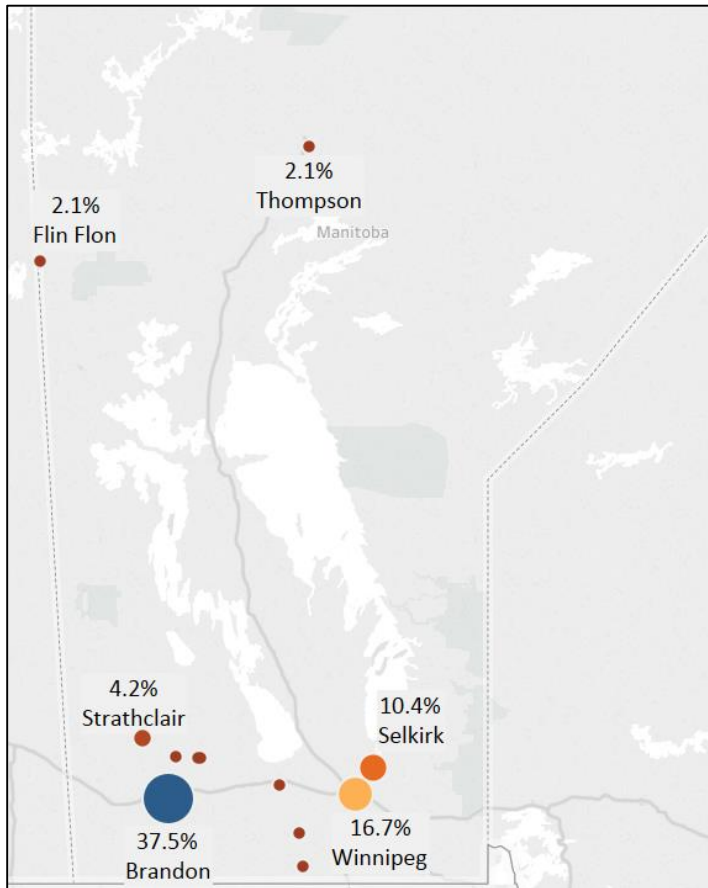 2.1%
Thompson
2.1%
Flin Flon
Manitoba
4.2%
Strathclair
10.4%
Selkirk
37.5%
Brandon
16.7%
Winnipeg